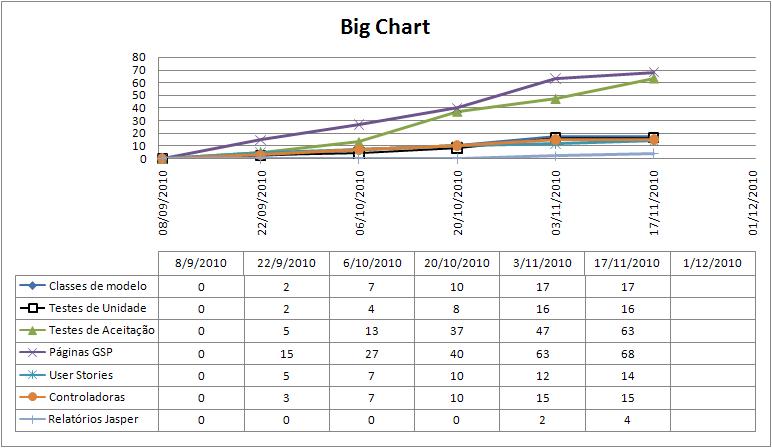 Big Chart
80
70
60
50
40
30
20
10
0
08/09/2010 22/09/2010 06/10/2010 20/10/2010 03/11/2010 17/11/2010 01/12/2010
8/9/2010 22/9/2010 6/10/2010 20/10/2010 3/11/2010 17/11/2010 1/12/2010
Classes de modelo 0 2 7 10 17 17
Testes de Unidade 0 2 4 8 16 16
Testes de Aceitação 0 5 13 37 47 63
Páginas GSP 0 15 27 40 63 68
User Stories 0 5 7 10 12 14
Controladoras 0 3 7 10 15 15
Relatórios Jasper 0 0 0 0 2 4